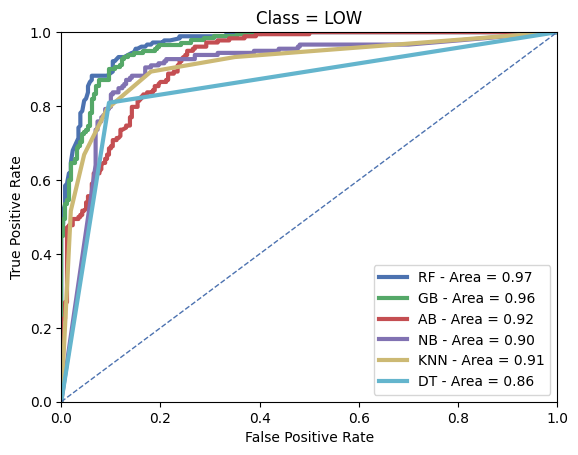 Class = LOW
True Positive Rate
1.0
0.8
0.6
0.4
0.2
0.0
RF - Area = 0.97
GB - Area = 0.96
AB - Area = 0.92
NB - Area = 0.90
KNN - Area = 0.91
DT - Area = 0.86
0.0 0.2 0.4 0.6 0.8 1.0
False Positive Rate